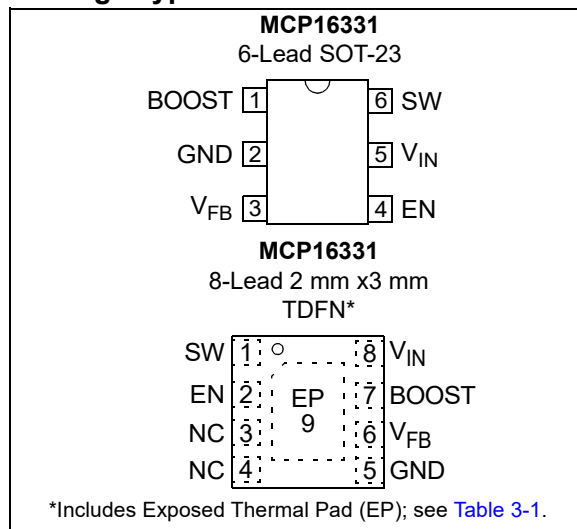 MCP16331
6-Lead SOT-23
BOOST 1 6 SW
GND 2 5 VIN
VFB 3 4 EN
MCP16331
8-Lead 2 mm x3 mm
TDFN*
SW 1 8 VIN
EN 2 7 BOOST
EP
9
NC 3 6 VFB
NC 4 5 GND
*Includes Exposed Thermal Pad (EP); see Table 3-1.